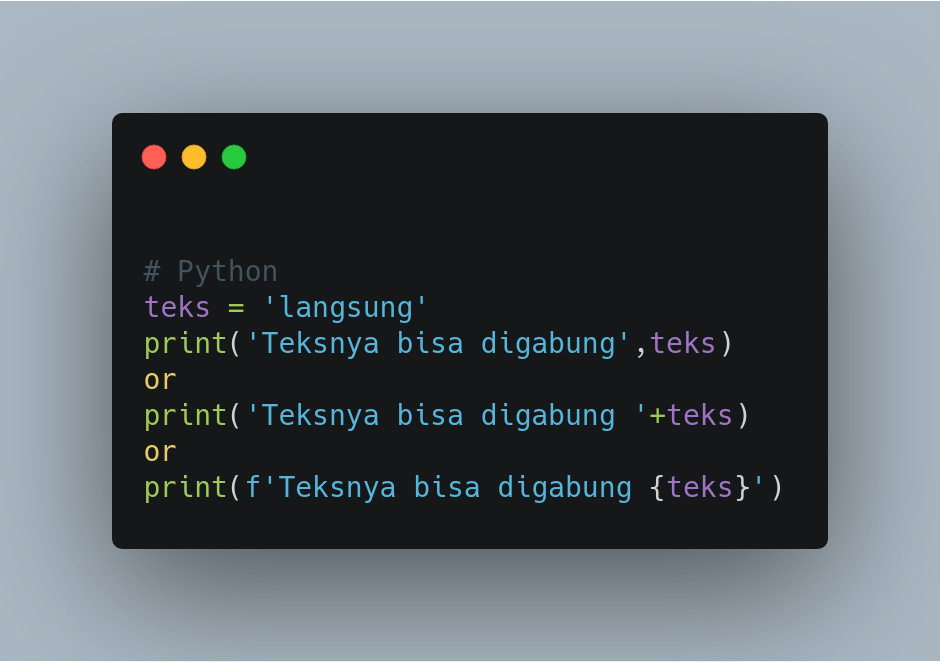 # Python
teks = 'langsung'
print('Teksnya bisa digabung',teks)
or
print('Teksnya bisa digabung '+teks)
or
print(f'Teksnya bisa digabung {teks}')